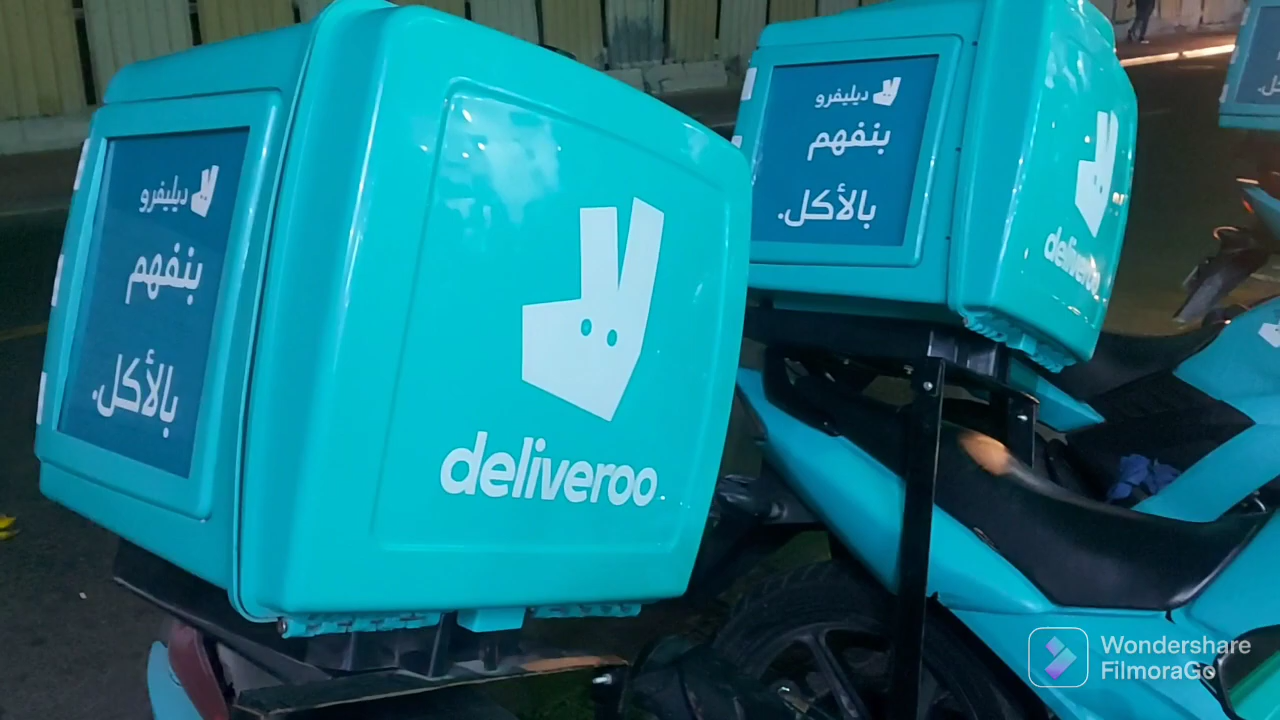 ديليفرو
بنفهم
بالأكل.
deliveroo
ديليفرو
بنفهم
بالأكل.
deliveroo
Wondershare
FilmoraGo